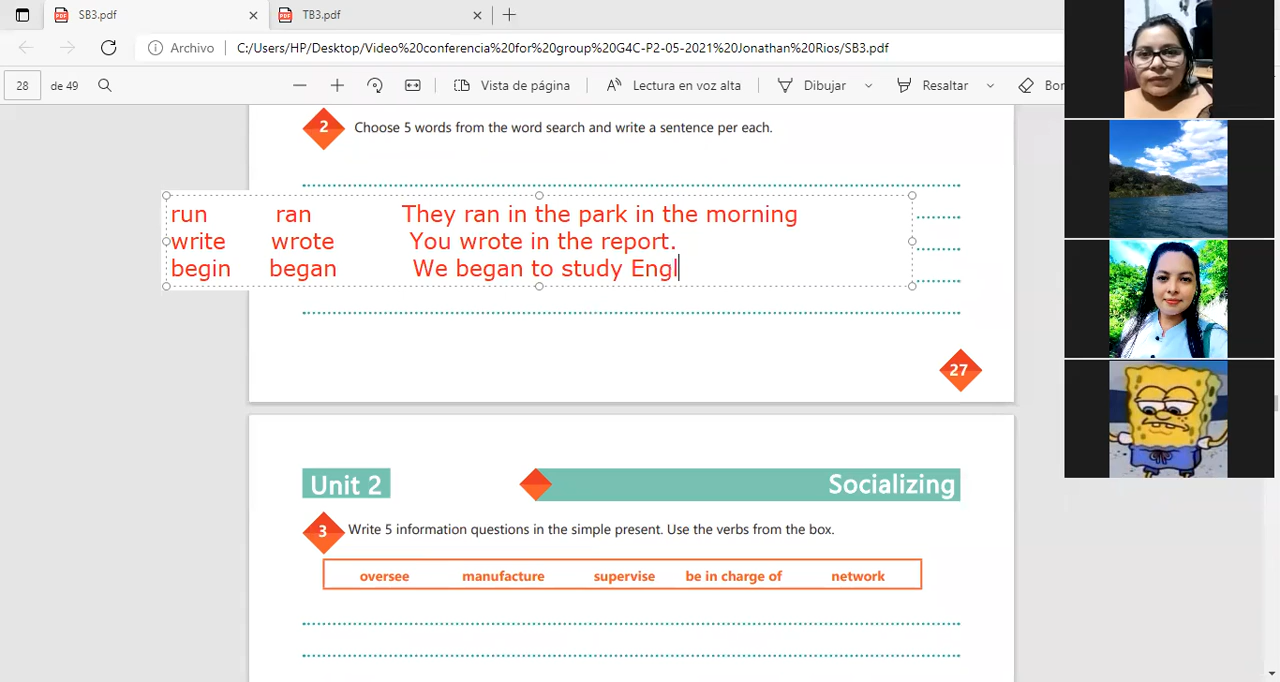 SB3.pdf
TB3.pdf
Archivo C:/Users/HP/Desktop/Video%20conferencia%20for%20group%20G4C-P2-05-2021%20Jonathan%20Rios/SB3.pdf
28 de 49 Vista de página Lectura en voz alta Dibujar Resaltar Bor
2 Choose 5 words from the word search and write a sentence per each.
run ran They ran in the park in the morning
write wrote You wrote in the report.
begin began We began to study Engl
27
Unit 2 Socializing
3 Write 5 information questions in the simple present. Use the verbs from the box.
oversee manufacture supervise be in charge of network